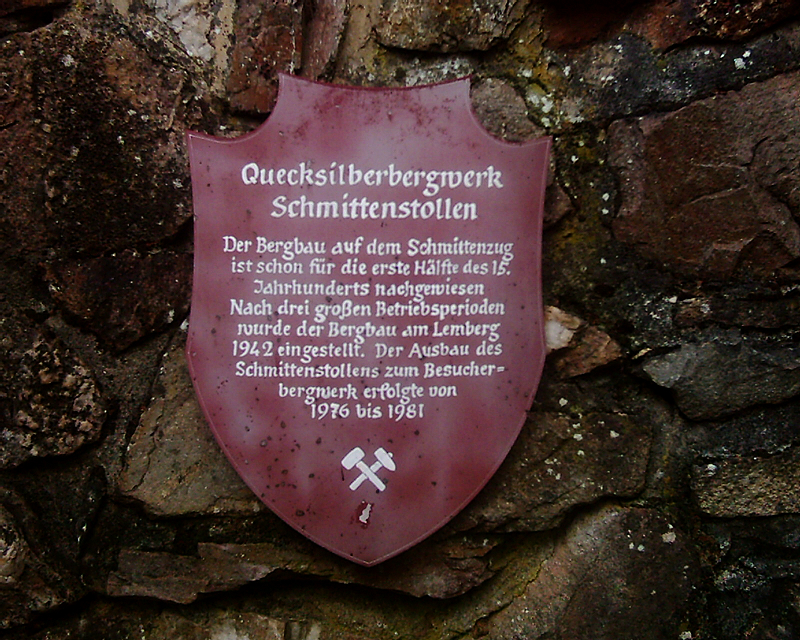 Quecksilberbergwerk
Schmittenstollen
Der Bergbau auf dem Schmittenzug
ist schon für die erste Hälfte des 15.
Jahrhunderts nachgewiesen
Nach drei großen Betriebsperioden
wurde der Bergbau am Lemberg
1942 eingestellt. Der Ausbau des
Schmittenstollens zum Besucher=
bergwerk erfolgte von
1976 bis 1981